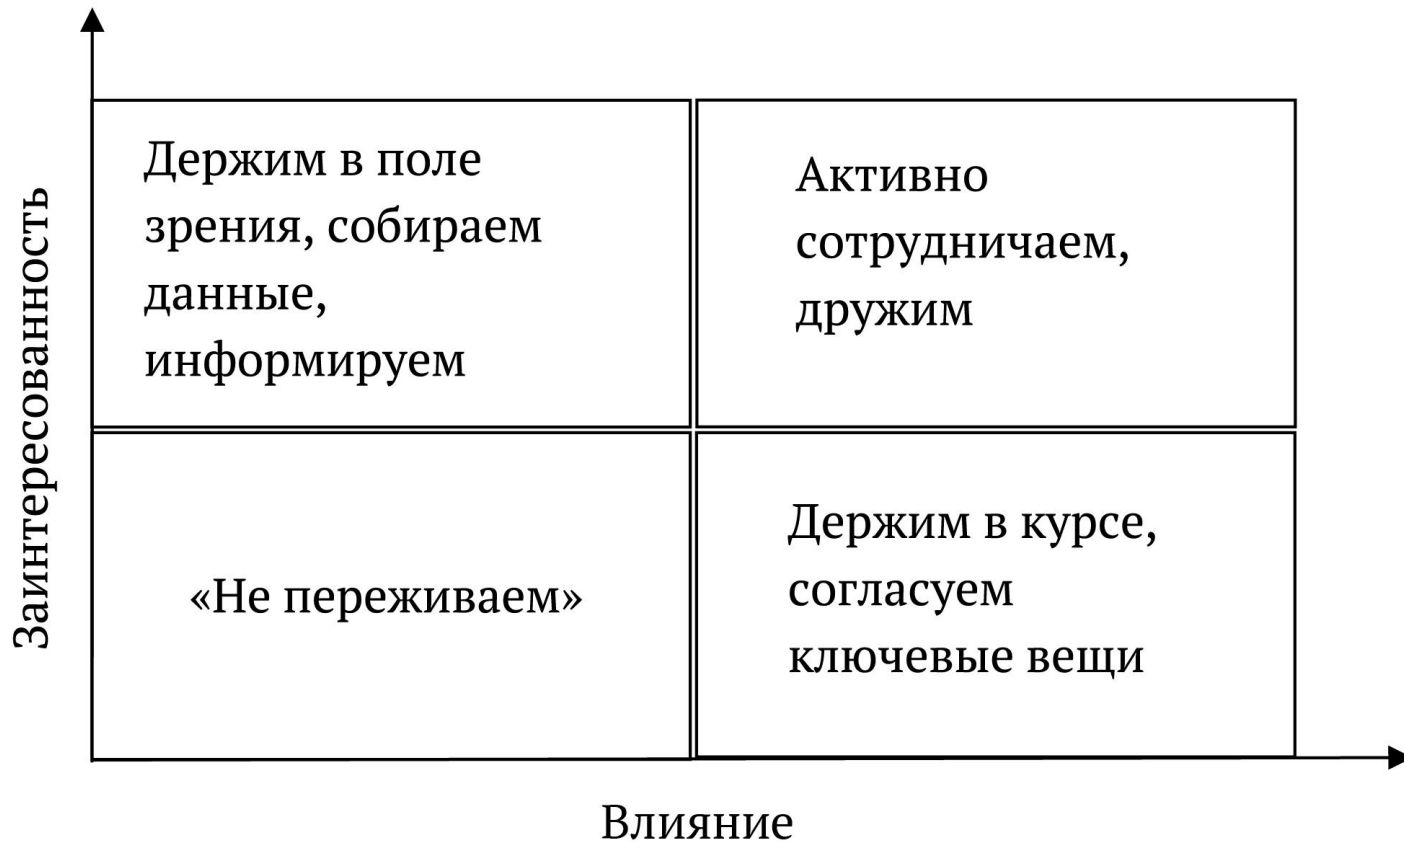 Заинтересованность
Держим в поле
зрения, собираем
данные,
информируем
Активно
сотрудничаем,
дружим
«Не переживаем»
Держим в курсе,
согласуем
ключевые вещи
Влияние